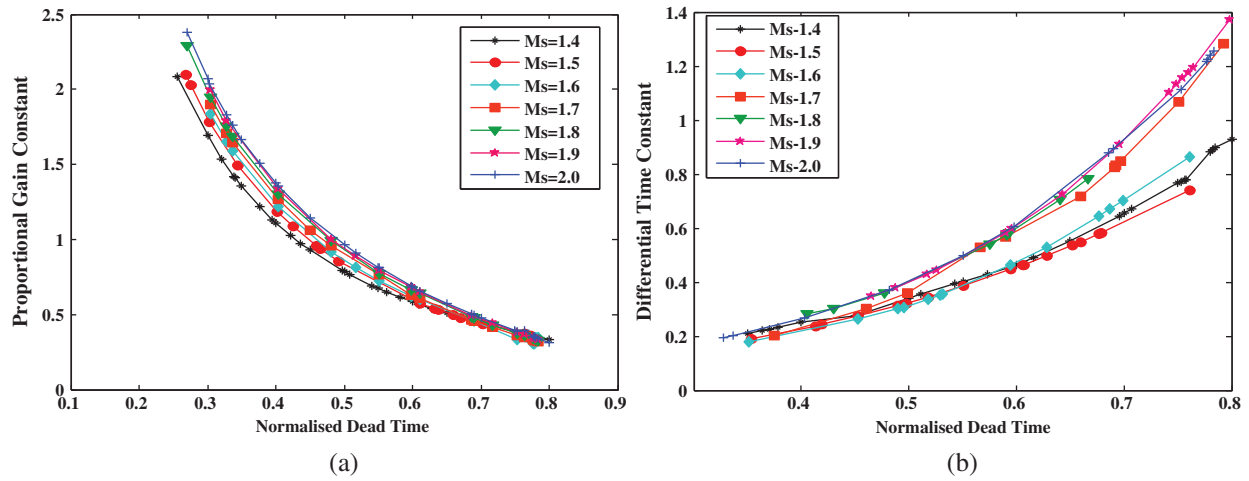 2.5
2
1.5
1
0.5
0
0.1
0.2
0.3
0.4
0.5
0.6
0.7
0.8
0.9
Proportional Gain Constant
Normalised Dead Time
Ms=1.4
Ms=1.5
Ms=1.6
Ms=1.7
Ms=1.8
Ms=1.9
Ms=2.0
(a)
1.4
1.2
1
0.8
0.6
0.4
0.2
0
0.4
0.5
0.6
0.7
0.8
Differential Time Constant
Normalised Dead Time
Ms-1.4
Ms-1.5
Ms-1.6
Ms-1.7
Ms-1.8
Ms-1.9
Ms-2.0
(b)